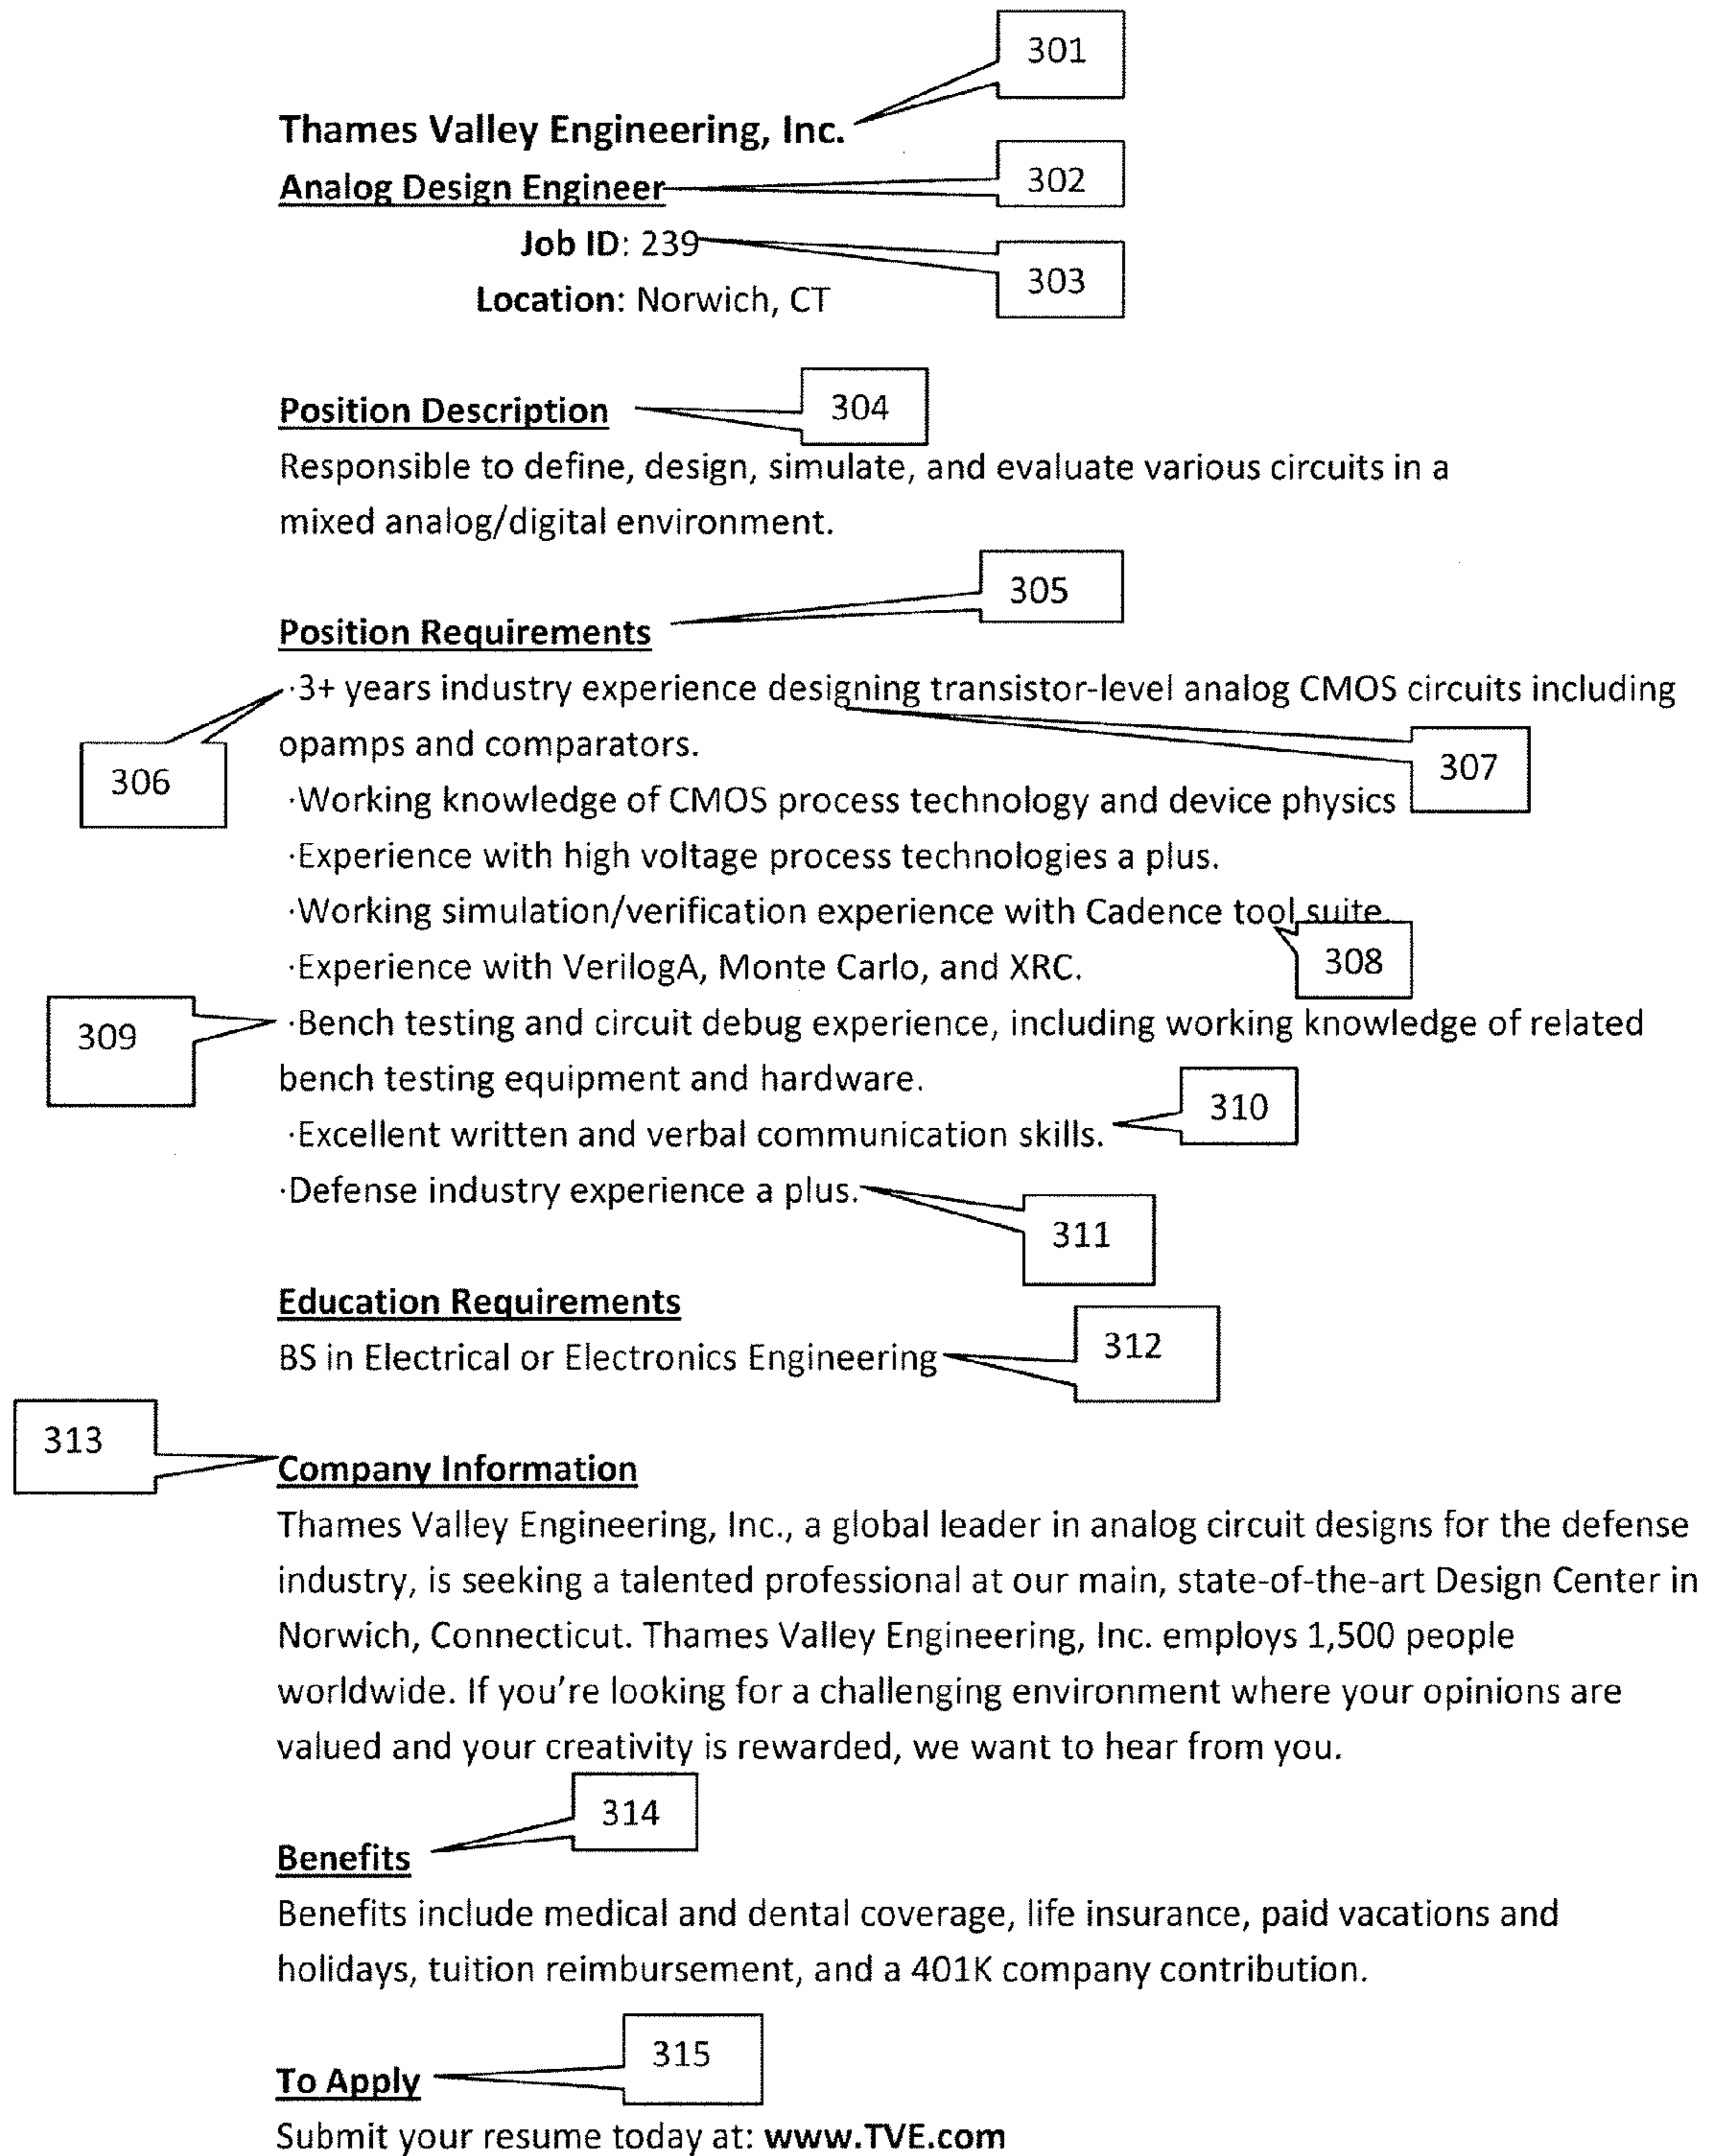 301
Thames Valley Engineering, Inc.
Analog Design Engineer
302
Job ID: 239
303
Location: Norwich, CT
Position Description
304
Responsible to define, design, simulate, and evaluate various circuits in a
mixed analog/digital environment.
305
Position Requirements
·3+ years industry experience designing transistor-level analog CMOS circuits including
opamps and comparators.
306
307
·Working knowledge of CMOS process technology and device physics
·Experience with high voltage process technologies a plus.
·Working simulation/verification experience with Cadence tool suite.
308
·Experience with VerilogA, Monte Carlo, and XRC.
309
·Bench testing and circuit debug experience, including working knowledge of related
bench testing equipment and hardware.
310
·Excellent written and verbal communication skills.
·Defense industry experience a plus.
311
Education Requirements
BS in Electrical or Electronics Engineering
312
313
Company Information
Thames Valley Engineering, Inc., a global leader in analog circuit designs for the defense
industry, is seeking a talented professional at our main, state-of-the-art Design Center in
Norwich, Connecticut. Thames Valley Engineering, Inc. employs 1,500 people
worldwide. If you're looking for a challenging environment where your opinions are
valued and your creativity is rewarded, we want to hear from you.
314
Benefits
Benefits include medical and dental coverage, life insurance, paid vacations and
holidays, tuition reimbursement, and a 401K company contribution.
315
To Apply
Submit your resume today at: www.TVE.com